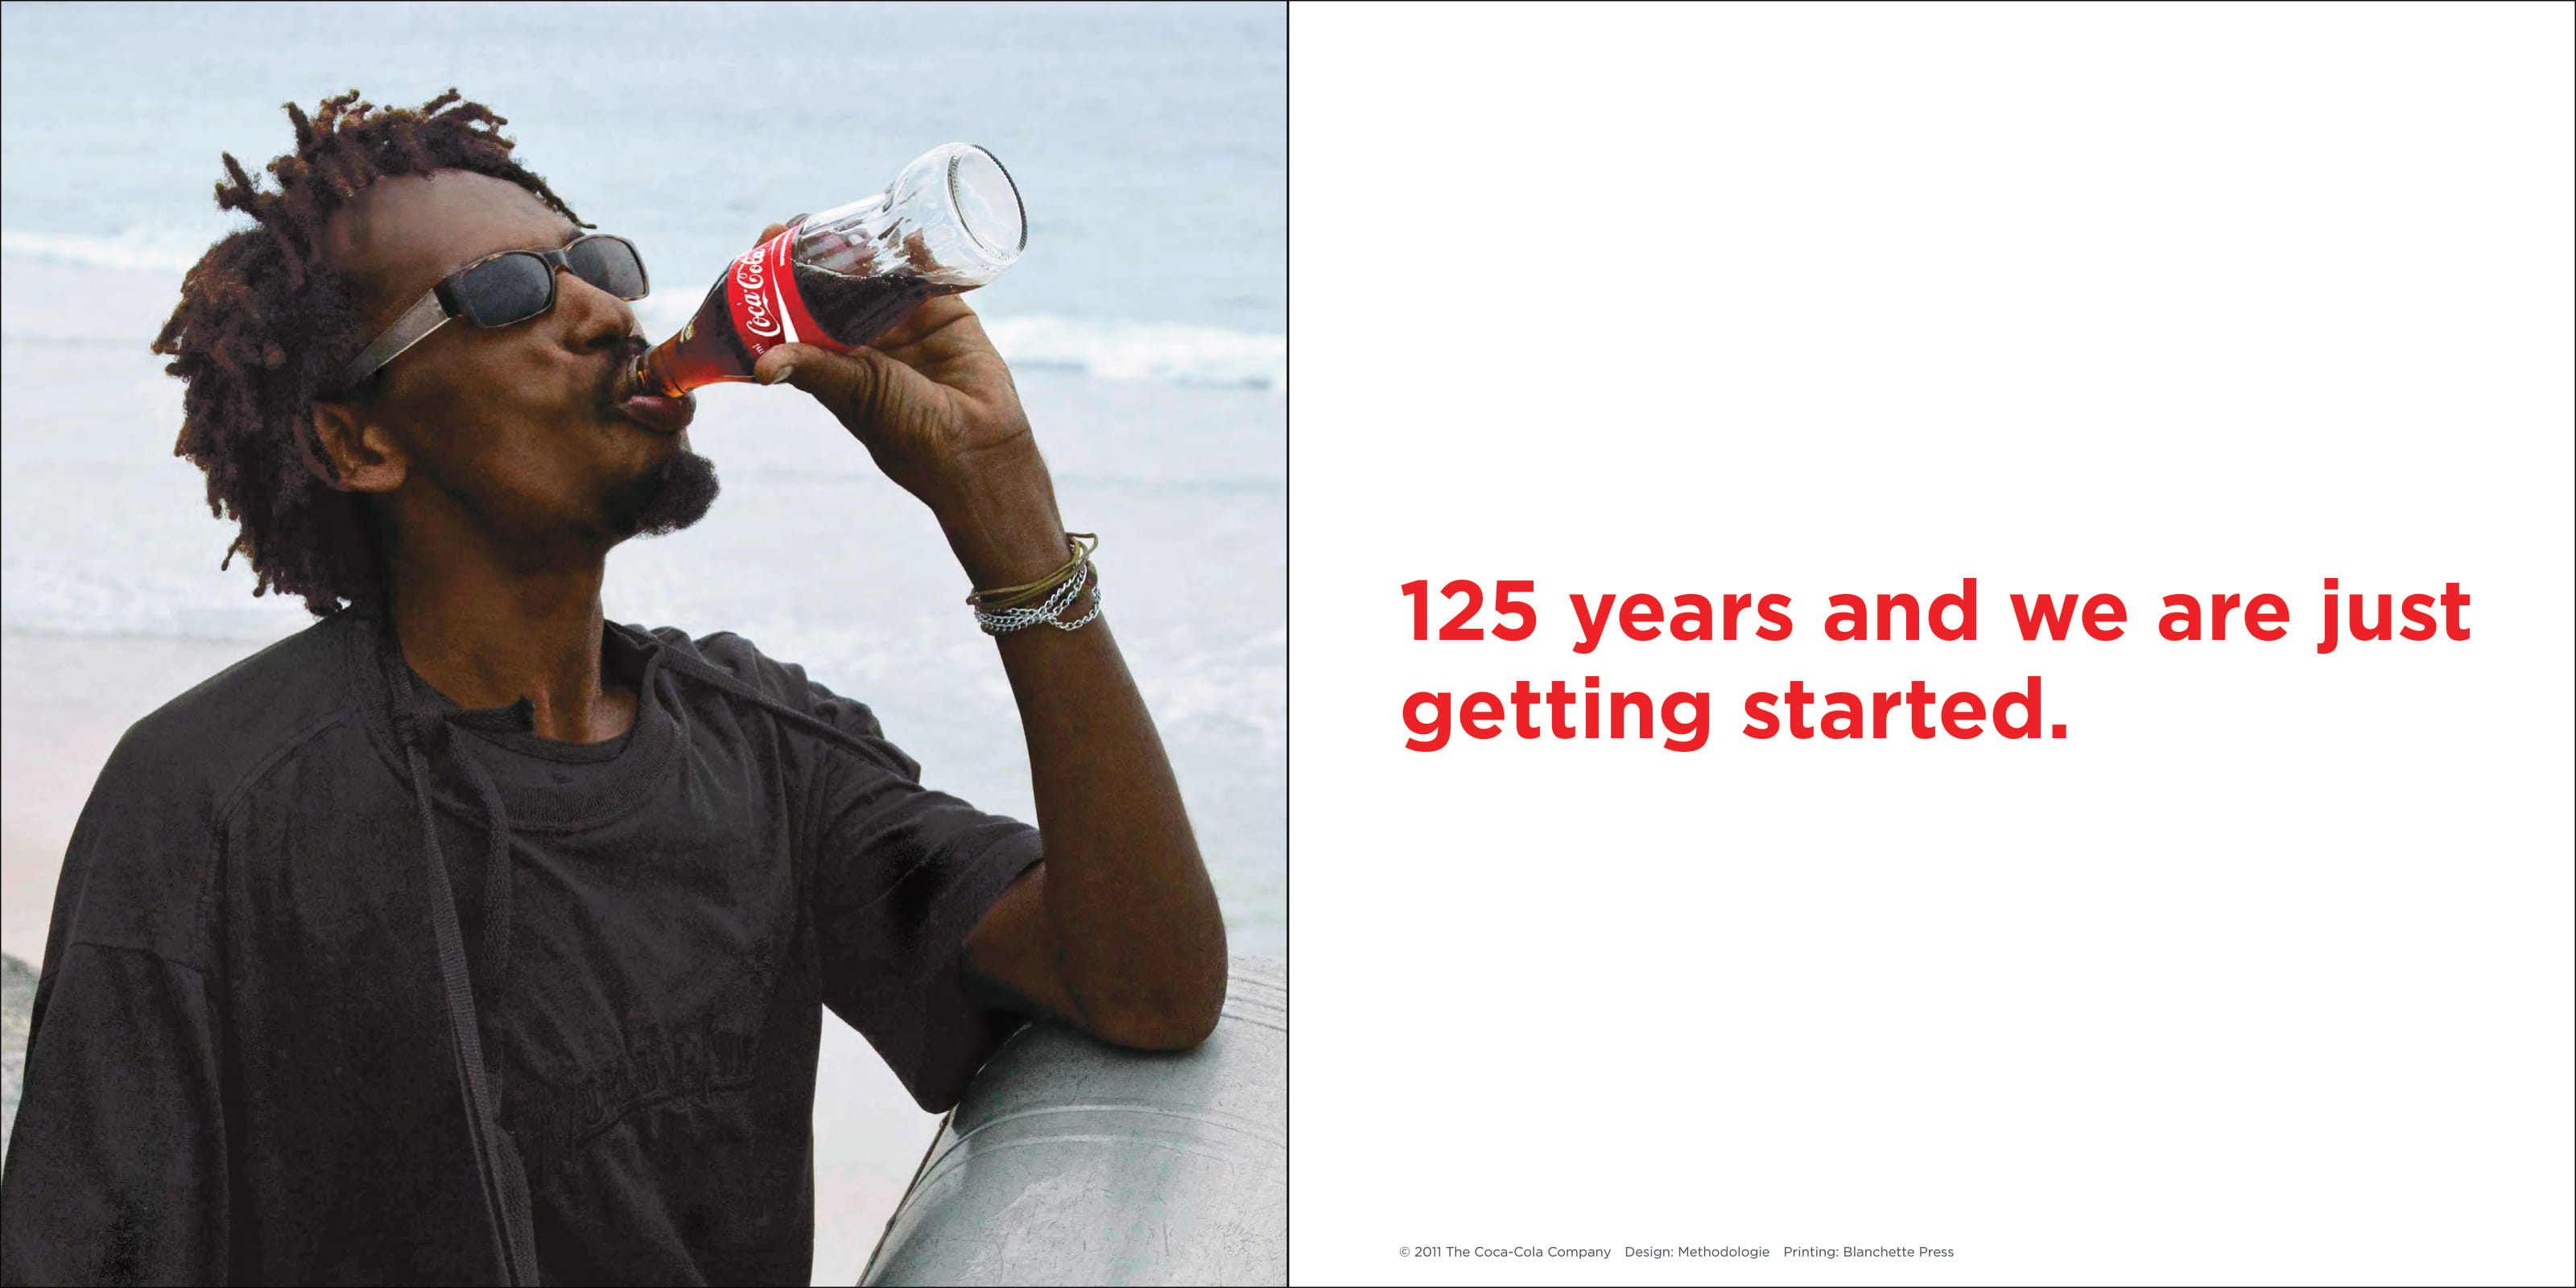 Coca-Cola
125 years and we are just
getting started.
© 2011 The Coca-Cola Company Design: Methodologie Printing: Blanchette Press